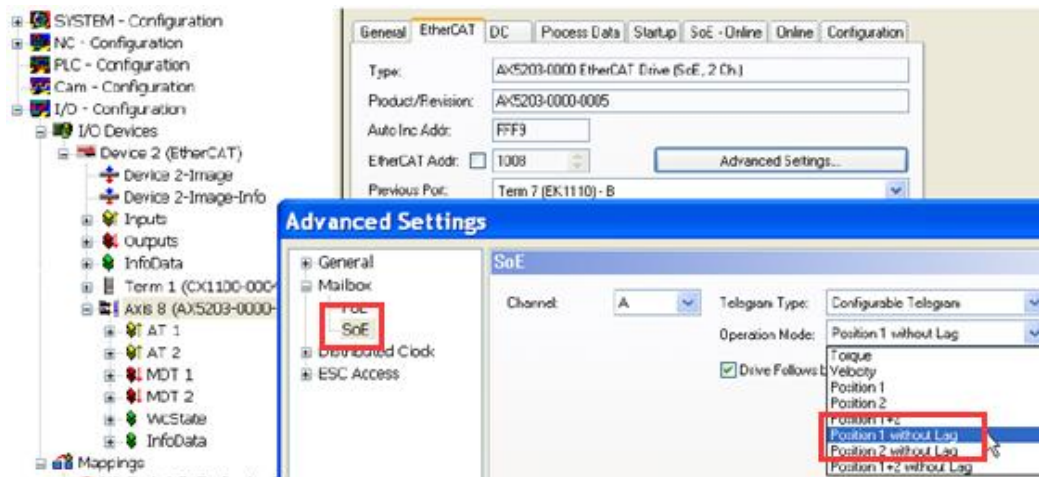 SYSTEM - Configuration
NC - Configuration
PLC - Configuration
Cam - Configuration
I/O - Configuration
I/O Devices
Device 2 (EtherCAT)
Device 2-Image
Device 2-Image-Info
Inputs
Outputs
InfoData
Term 1 (CX1100-000
Axis 8 (AX5203-0000-
AT 1
AT 2
MDT 1
MDT 2
WcState
InfoData
Mappings
General EtherCAT DC Process Data Startup SoE - Online Online Configuration
Type: AX5203-0000 EtherCAT Drive (SoE, 2 Ch.)
Product/Revision: AX5203-0000-0005
Auto Inc Addr: FFF9
EtherCAT Addr: 1008 Advanced Settings...
Previous Port: Term 7 (EK1110) - B
Advanced Settings
General
Mailbox
FoE
SoE
Distributed Clock
ESC Access
SoE
Channel: A Telegram Type: Configurable Telegram
Operation Mode: Position 1 without Lag
Drive Follows
Torque
Velocity
Position 1
Position 2
Position 1+2
Position 1 without Lag
Position 2 without Lag
Position 1+2 without Lag